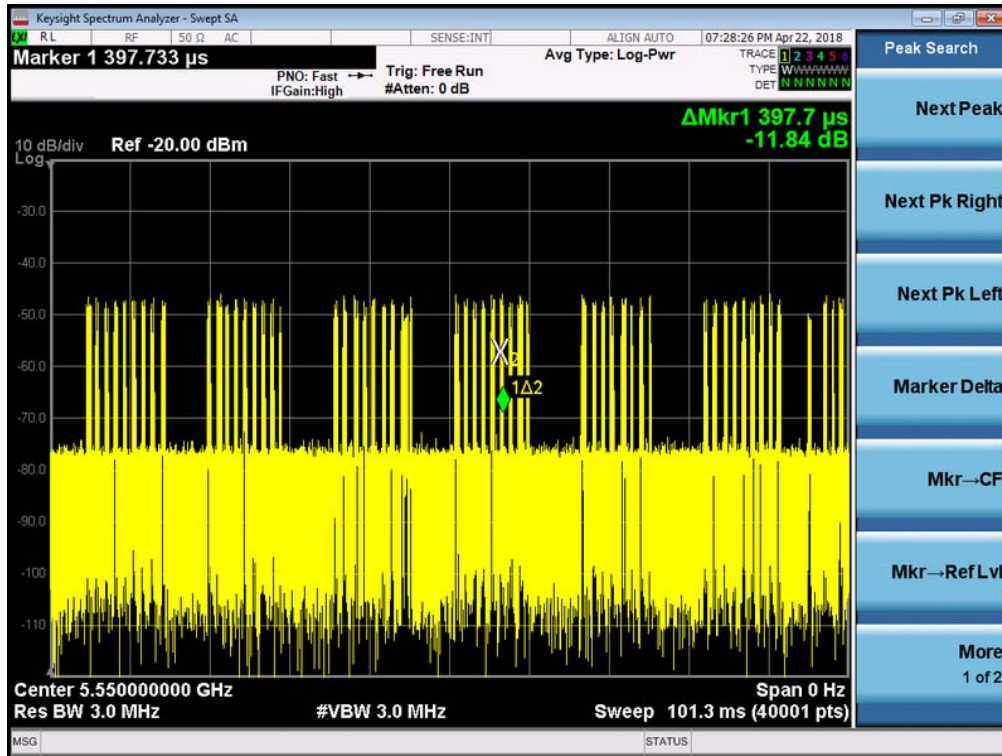 Keysight Spectrum Analyzer - Swept SA
LXI RL RF 50 Ω AC SENSE:INT ALIGN AUTO 07:28:26 PM Apr 22, 2018
Marker 1 397.733 µs
PNO: Fast
IFGain:High
Trig: Free Run
#Atten: 0 dB
Avg Type: Log-Pwr
TRACE 1 2 3 4 5 6
TYPE WWWWWW
DET N N N N N N
ΔMkr1 397.7 µs
-11.84 dB
10 dB/div Ref -20.00 dBm
Log
-30.0
-40.0
-50.0
-60.0
-70.0
-80.0
-90.0
-100
-110
2
1Δ2
Center 5.550000000 GHz Span 0 Hz
Res BW 3.0 MHz #VBW 3.0 MHz Sweep 101.3 ms (40001 pts)
MSG STATUS
Peak Search
Next Peak
Next Pk Right
Next Pk Left
Marker Delta
Mkr→CF
Mkr→Ref Lvl
More
1 of 2